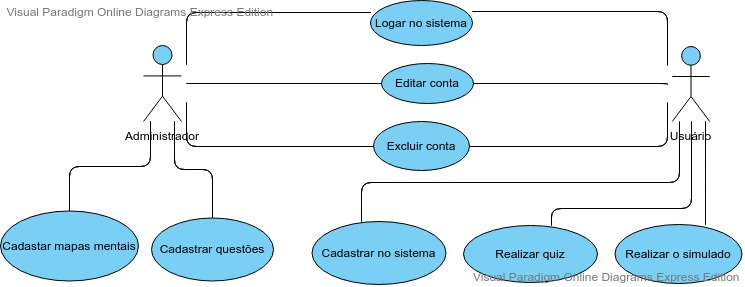 Visual Paradigm Online Diagrams Express Edition
Logar no sistema
Editar conta
Administrador
Usuário
Excluir conta
Cadastar mapas mentais
Cadastrar questões
Cadastrar no sistema
Realizar quiz
Realizar o simulado
Visual Paradigm Online Diagrams Express Edition